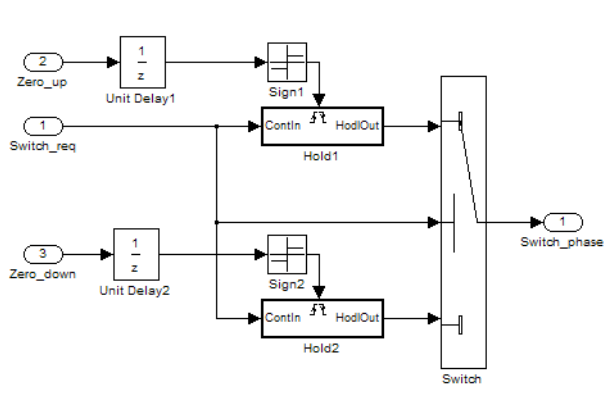 2
Zero_up
1
z
Unit Delay1
Sign1
1
Switch_req
ContIn
HodlOut
Hold1
1
Switch_phase
3
Zero_down
1
z
Unit Delay2
Sign2
ContIn
HodlOut
Hold2
Switch